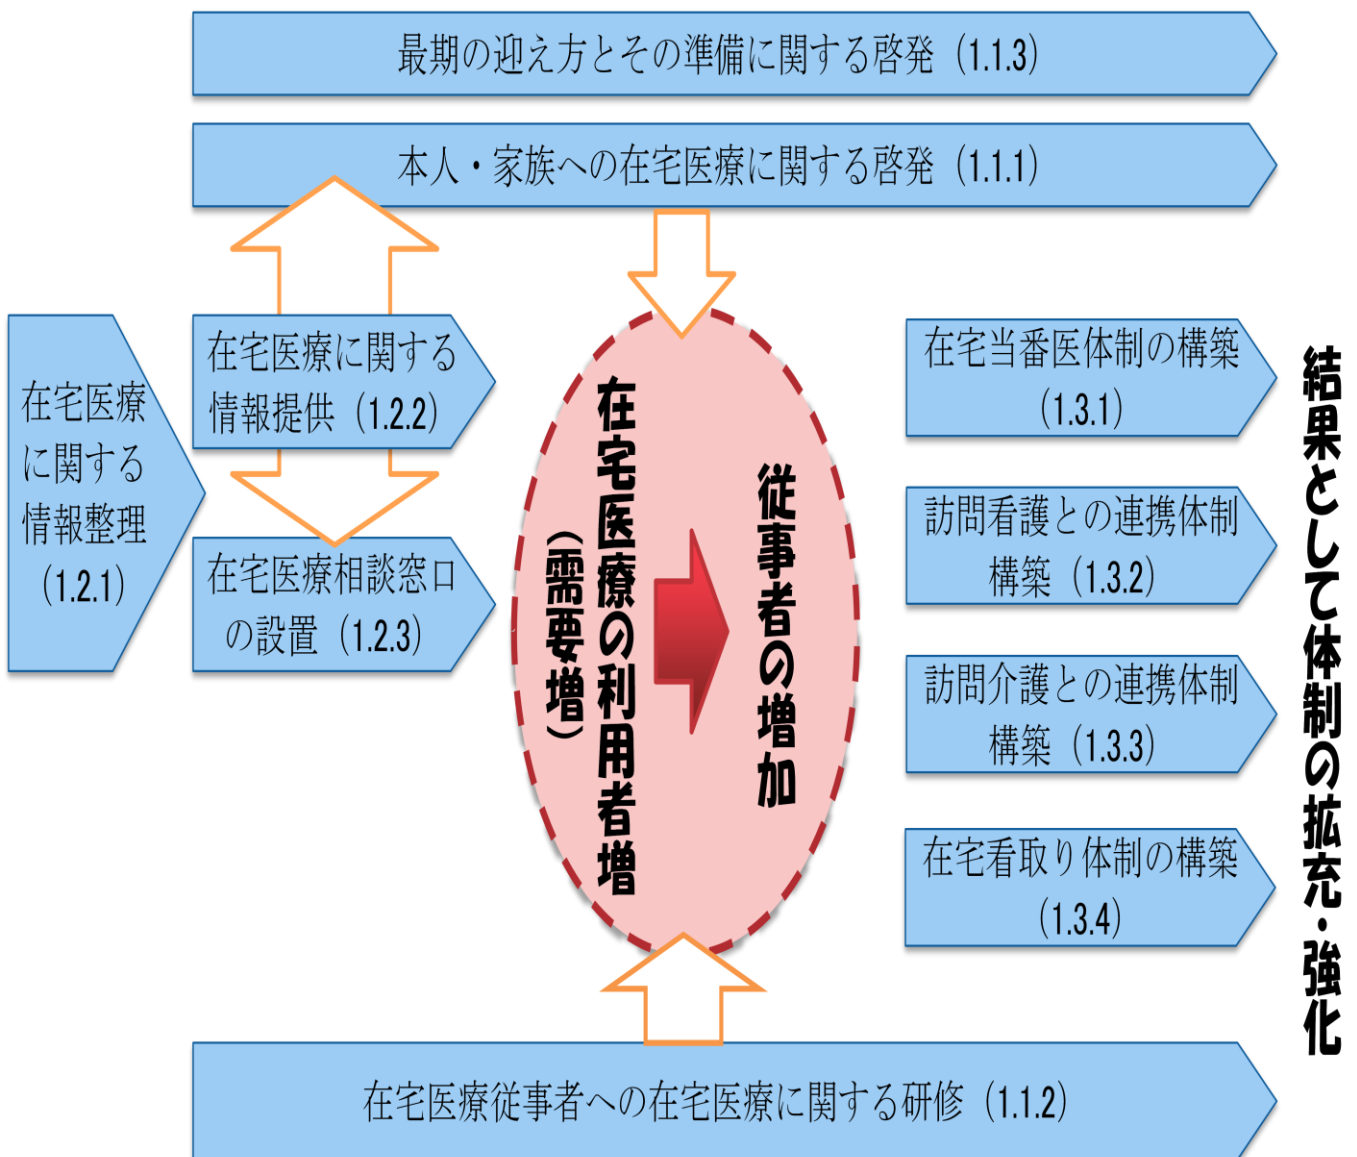 最期の迎え方とその準備に関する啓発（1.1.3）
本人・家族への在宅医療に関する啓発（1.1.1）
在宅医療
に関する
情報整理
（1.2.1）
在宅医療に関する
情報提供（1.2.2）
在宅医療相談窓口
の設置（1.2.3）
在宅医療の利用者増
（需要増）
従事者の増加
在宅当番医体制の構築
（1.3.1）
訪問看護との連携体制
構築（1.3.2）
訪問介護との連携体制
構築（1.3.3）
在宅看取り体制の構築
（1.3.4）
結果として体制の拡充・強化
在宅医療従事者への在宅医療に関する研修（1.1.2）